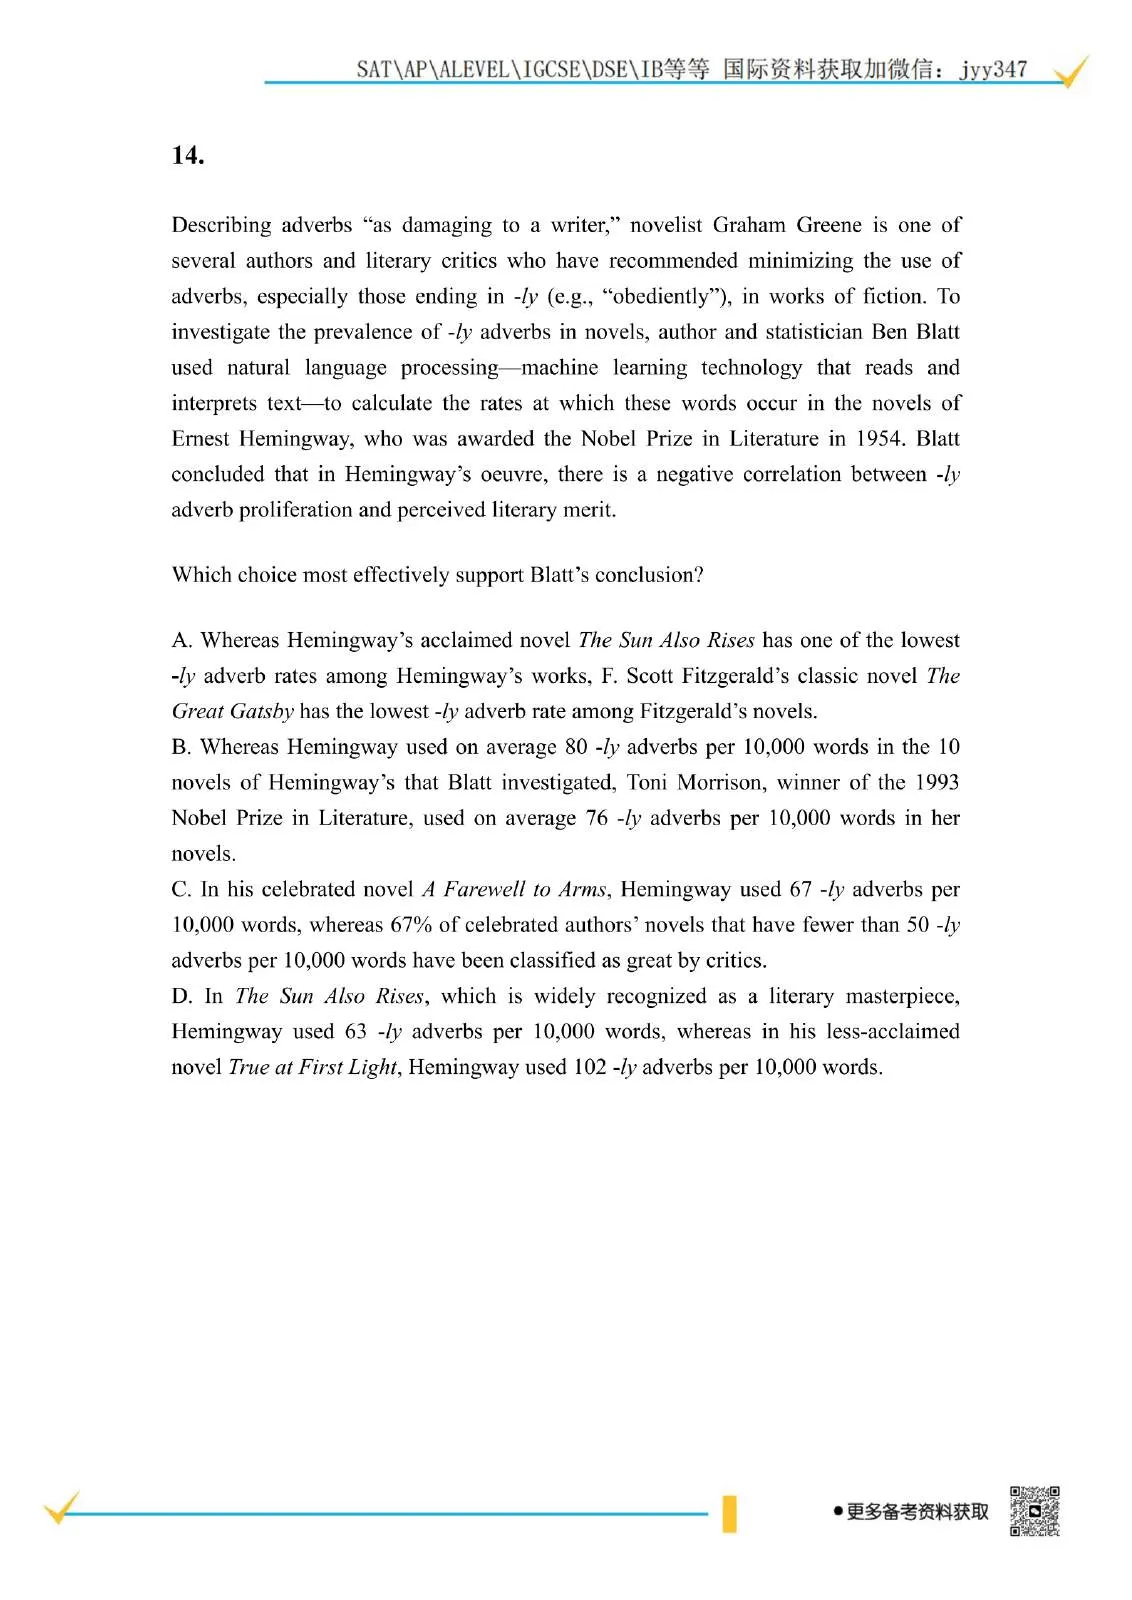 SAT\AP\ALEVEL\IGCSE\DSE\IB等等 国际资料获取加微信：jyy347
14.
Describing adverbs “as damaging to a writer,” novelist Graham Greene is one of
several authors and literary critics who have recommended minimizing the use of
adverbs, especially those ending in -ly (e.g., “obediently”), in works of fiction. To
investigate the prevalence of -ly adverbs in novels, author and statistician Ben Blatt
used natural language processing—machine learning technology that reads and
interprets text—to calculate the rates at which these words occur in the novels of
Ernest Hemingway, who was awarded the Nobel Prize in Literature in 1954. Blatt
concluded that in Hemingway’s oeuvre, there is a negative correlation between -ly
adverb proliferation and perceived literary merit.
Which choice most effectively support Blatt’s conclusion?
A. Whereas Hemingway’s acclaimed novel The Sun Also Rises has one of the lowest
-ly adverb rates among Hemingway’s works, F. Scott Fitzgerald’s classic novel The
Great Gatsby has the lowest -ly adverb rate among Fitzgerald’s novels.
B. Whereas Hemingway used on average 80 -ly adverbs per 10,000 words in the 10
novels of Hemingway’s that Blatt investigated, Toni Morrison, winner of the 1993
Nobel Prize in Literature, used on average 76 -ly adverbs per 10,000 words in her
novels.
C. In his celebrated novel A Farewell to Arms, Hemingway used 67 -ly adverbs per
10,000 words, whereas 67% of celebrated authors’ novels that have fewer than 50 -ly
adverbs per 10,000 words have been classified as great by critics.
D. In The Sun Also Rises, which is widely recognized as a literary masterpiece,
Hemingway used 63 -ly adverbs per 10,000 words, whereas in his less-acclaimed
novel True at First Light, Hemingway used 102 -ly adverbs per 10,000 words.
●更多备考资料获取